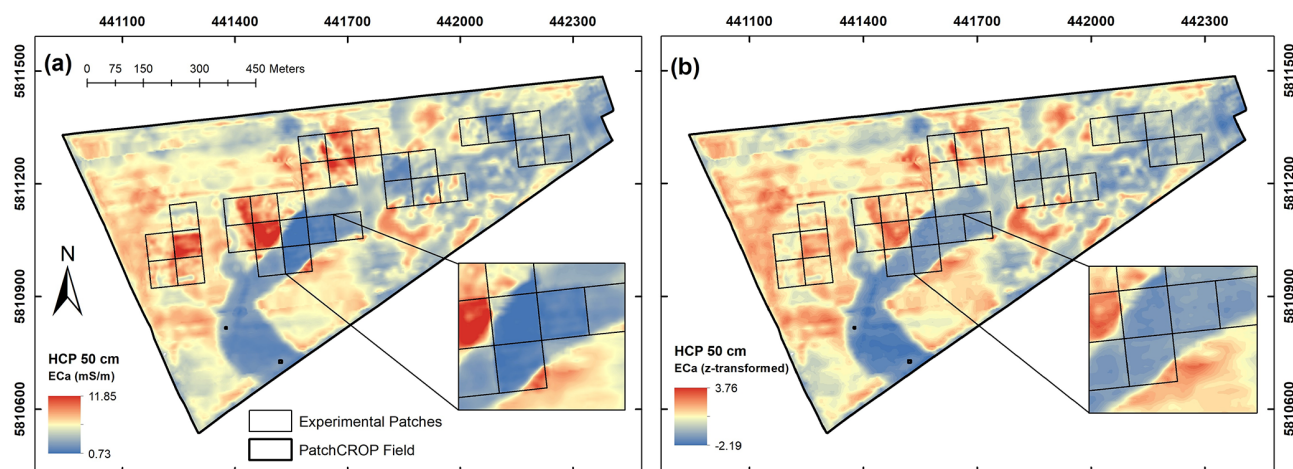 441100 441400 441700 442000 442300
(a)
0 75 150 300 450 Meters
5811500
5811200
5810900
5810600
N
HCP 50 cm
ECa (mS/m)
11.85
0.73
Experimental Patches
PatchCROP Field
441100 441400 441700 442000 442300
(b)
5811500
5811200
5810900
5810600
HCP 50 cm
ECa (z-transformed)
3.76
-2.19